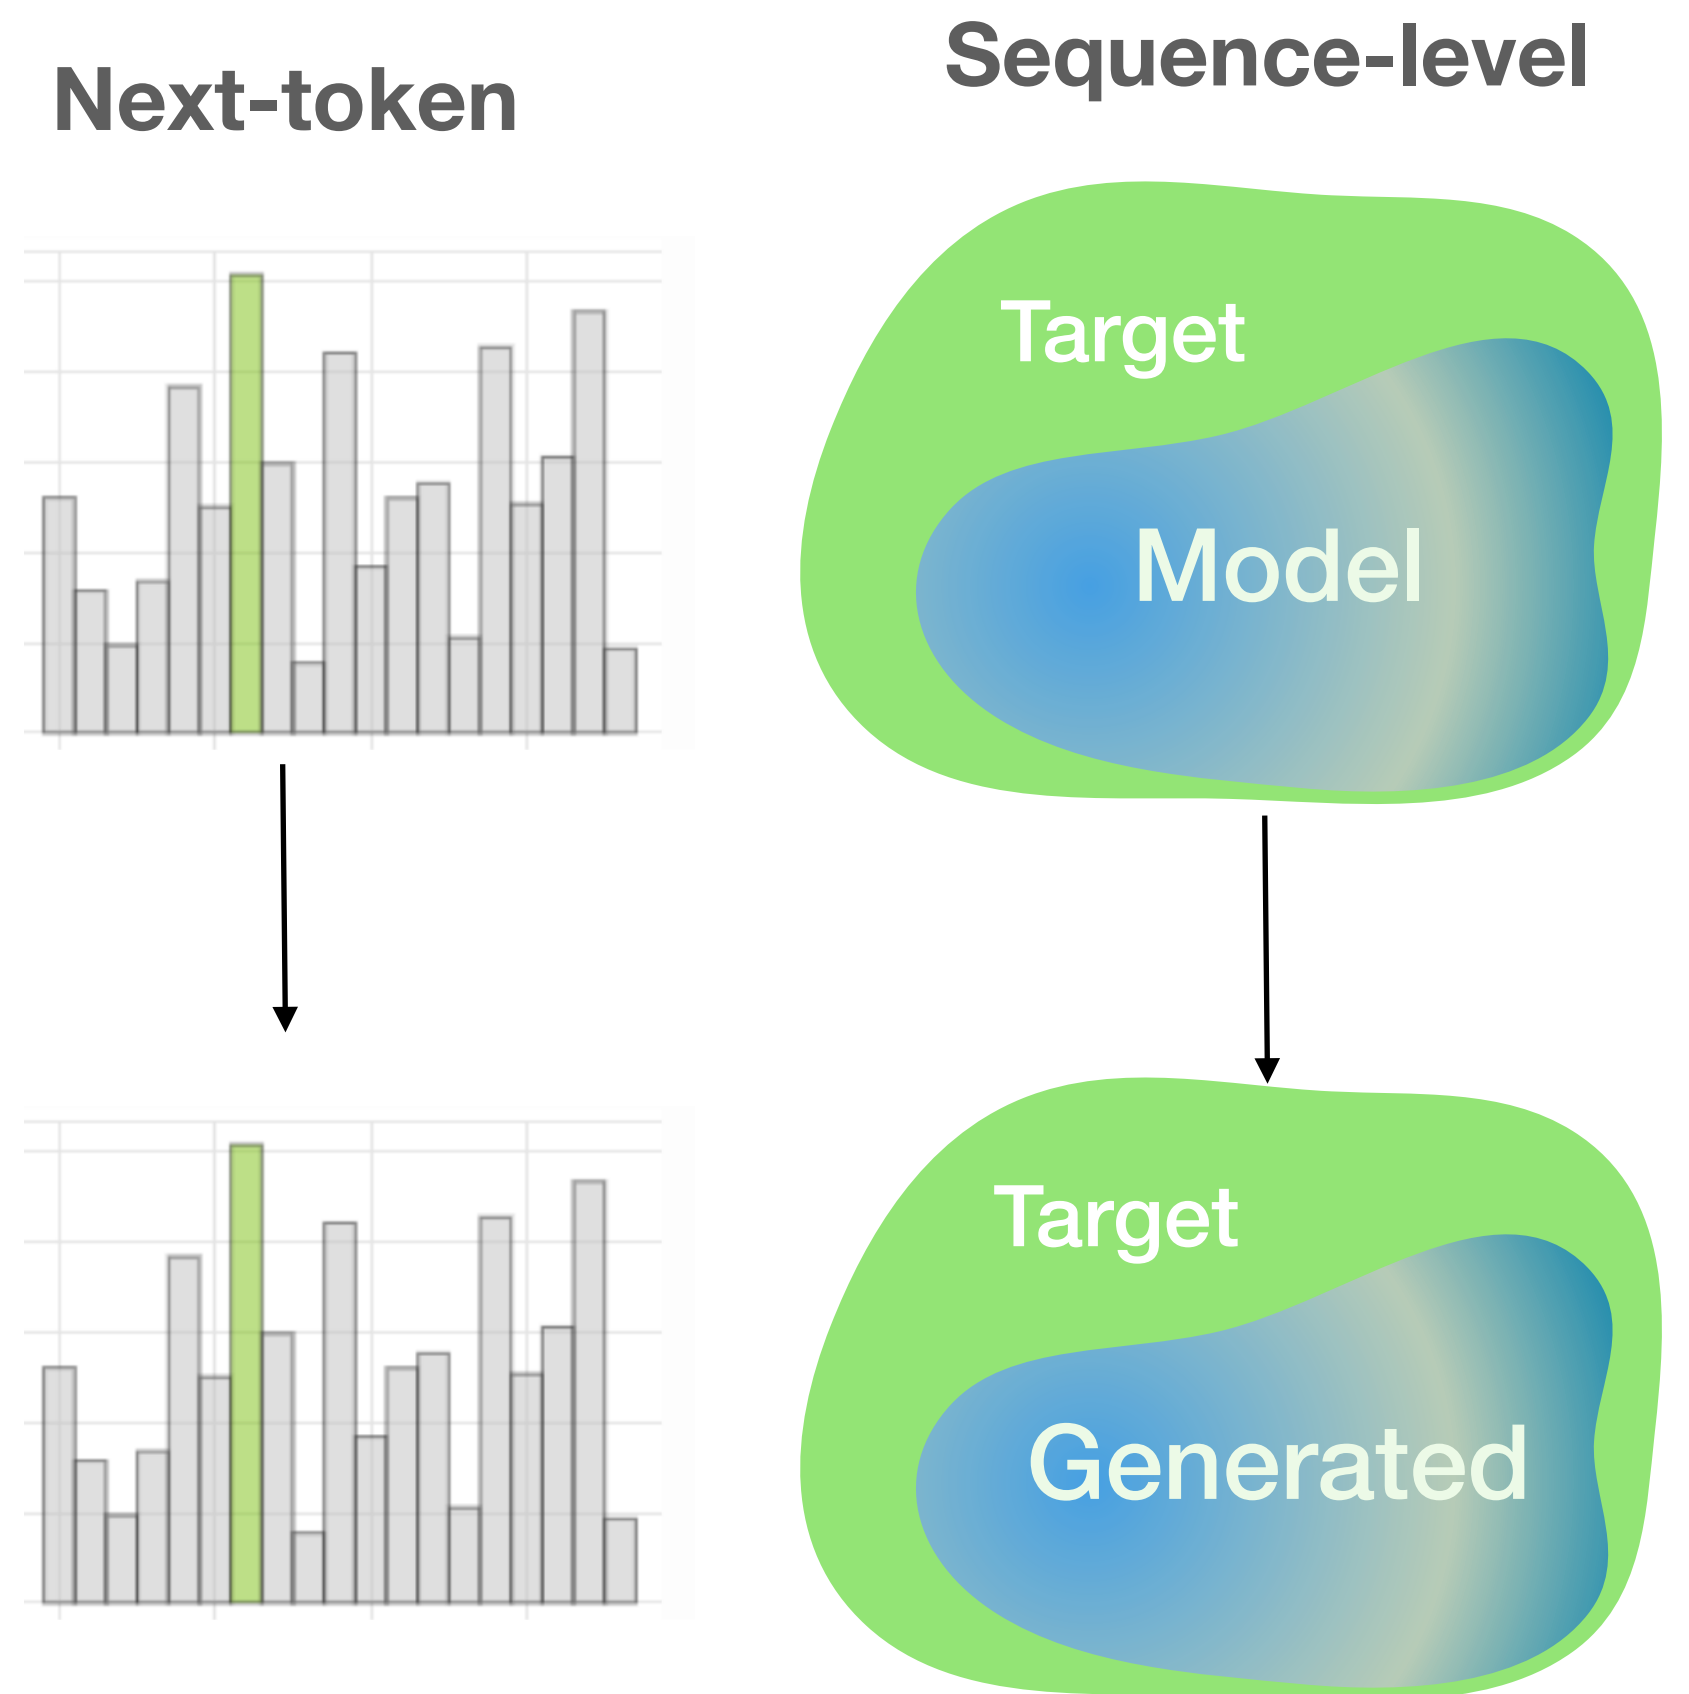 Next-token
Sequence-level
Target
Model
Target
Generated